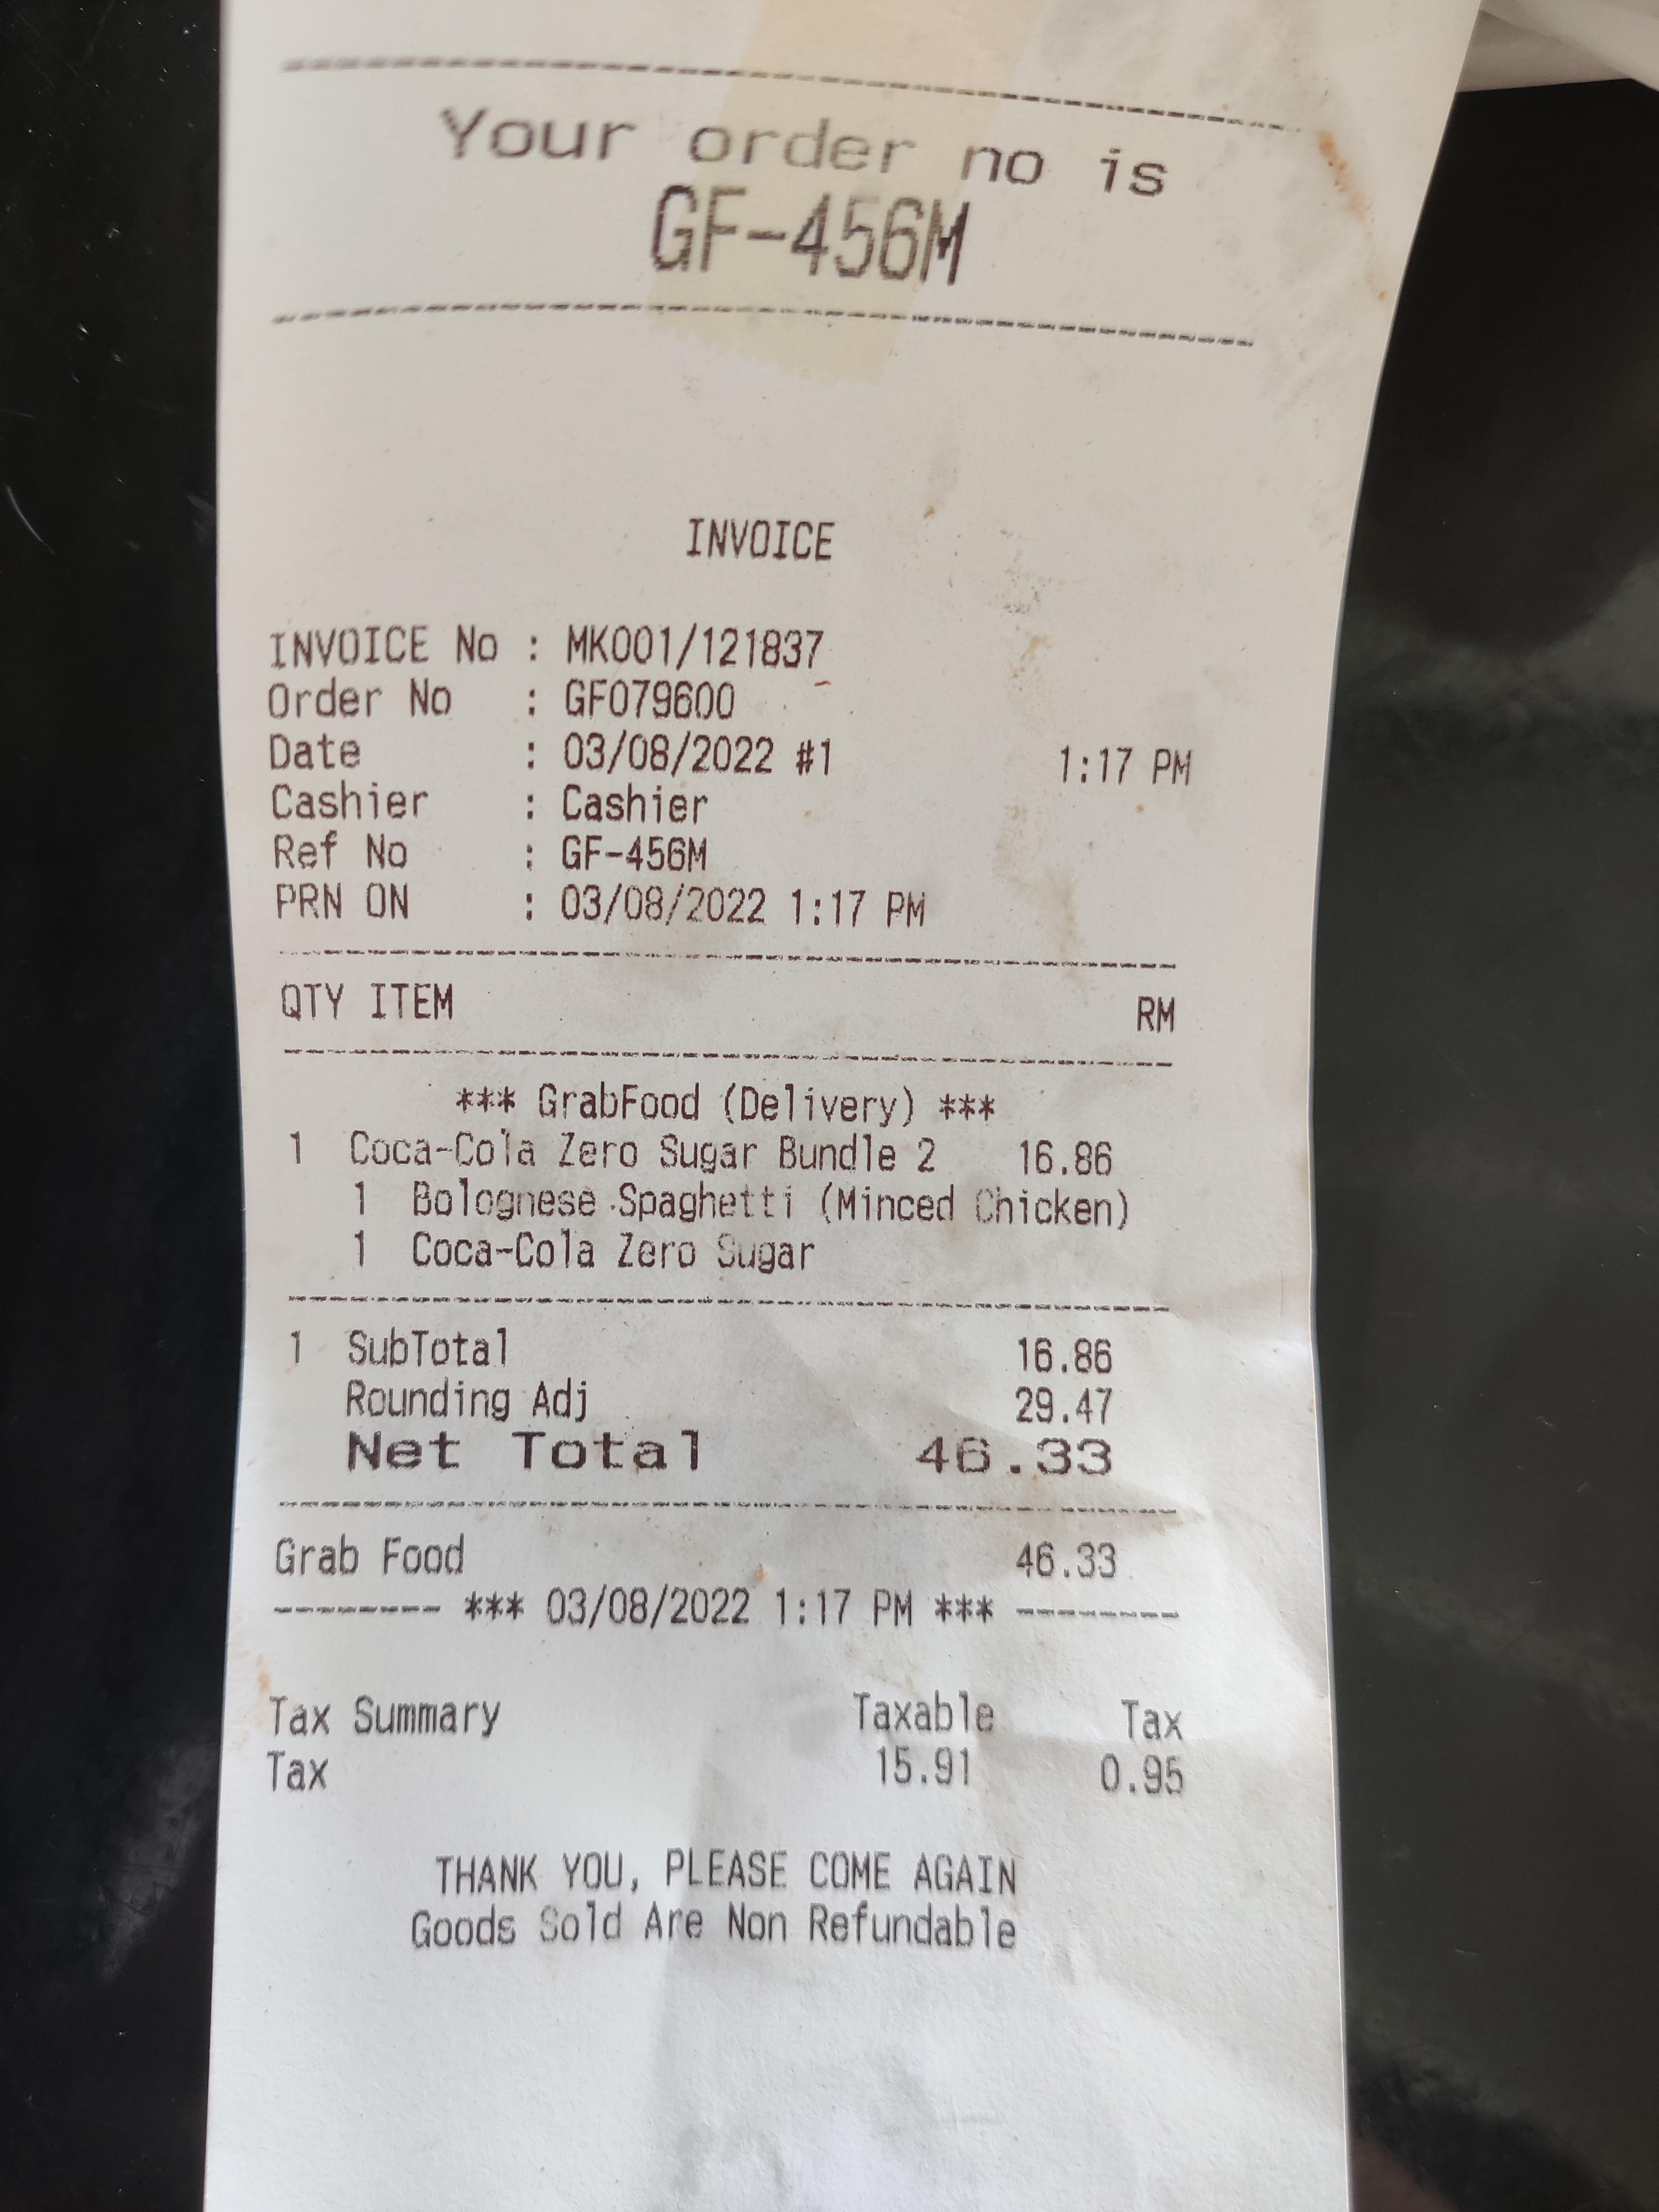 Your order no is
GF-456M
INVOICE
INVOICE No : MK001/121837
Order No : GF079600
Date : 03/08/2022 #1 1:17 PM
Cashier : Cashier
Ref No : GF-456M
PRN ON : 03/08/2022 1:17 PM
QTY ITEM RM
*** GrabFood (Delivery) ***
1 Coca-Cola Zero Sugar Bundle 2 16.86
1 Bolognese Spaghetti (Minced Chicken)
1 Coca-Cola Zero Sugar
1 SubTotal 16.86
Rounding Adj 29.47
Net Total 46.33
Grab Food 46.33
-------- *** 03/08/2022 1:17 PM *** --------
Tax Summary Taxable Tax
Tax 15.91 0.95
THANK YOU, PLEASE COME AGAIN
Goods Sold Are Non Refundable